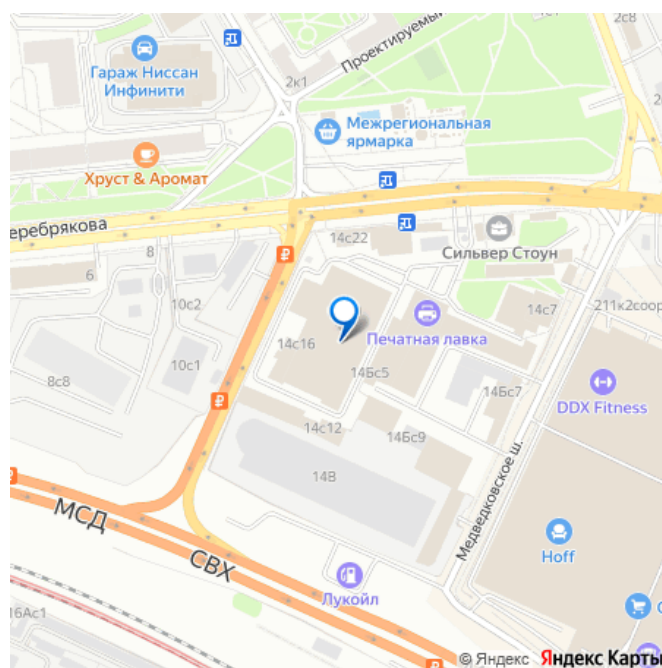 2с8
Проектируемый
Гараж Ниссан
Инфинити
2к1
Межрегиональная
ярмарка
Хруст & Аромат
еребрякова
14с22
Сильвер Стоун
8
6
10с2
14с7
211к2соор
14с16
Печатная лавка
10с1
14Бс5
8с8
14Бс7
DDX Fitness
14с12
14Бс9
14В
Медведковское ш.
МСД
СВХ
Hoff
Лукойл
16Ас1
© Яндекс Яндекс Карты